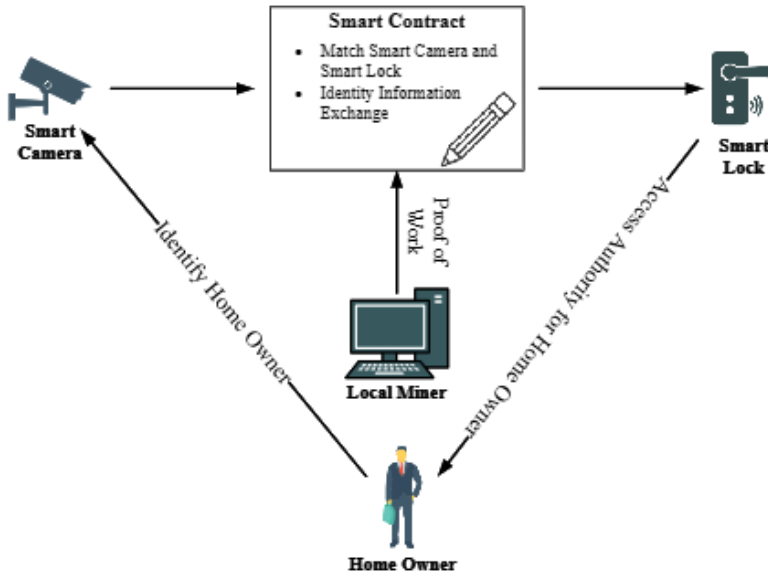 Smart Contract
• Match Smart Camera and
Smart Lock
• Identity Information
Exchange
Smart
Camera
Smart
Lock
Proof of
Work
Identify Home Owner
Access Authority for Home Owner
Local Miner
Home Owner